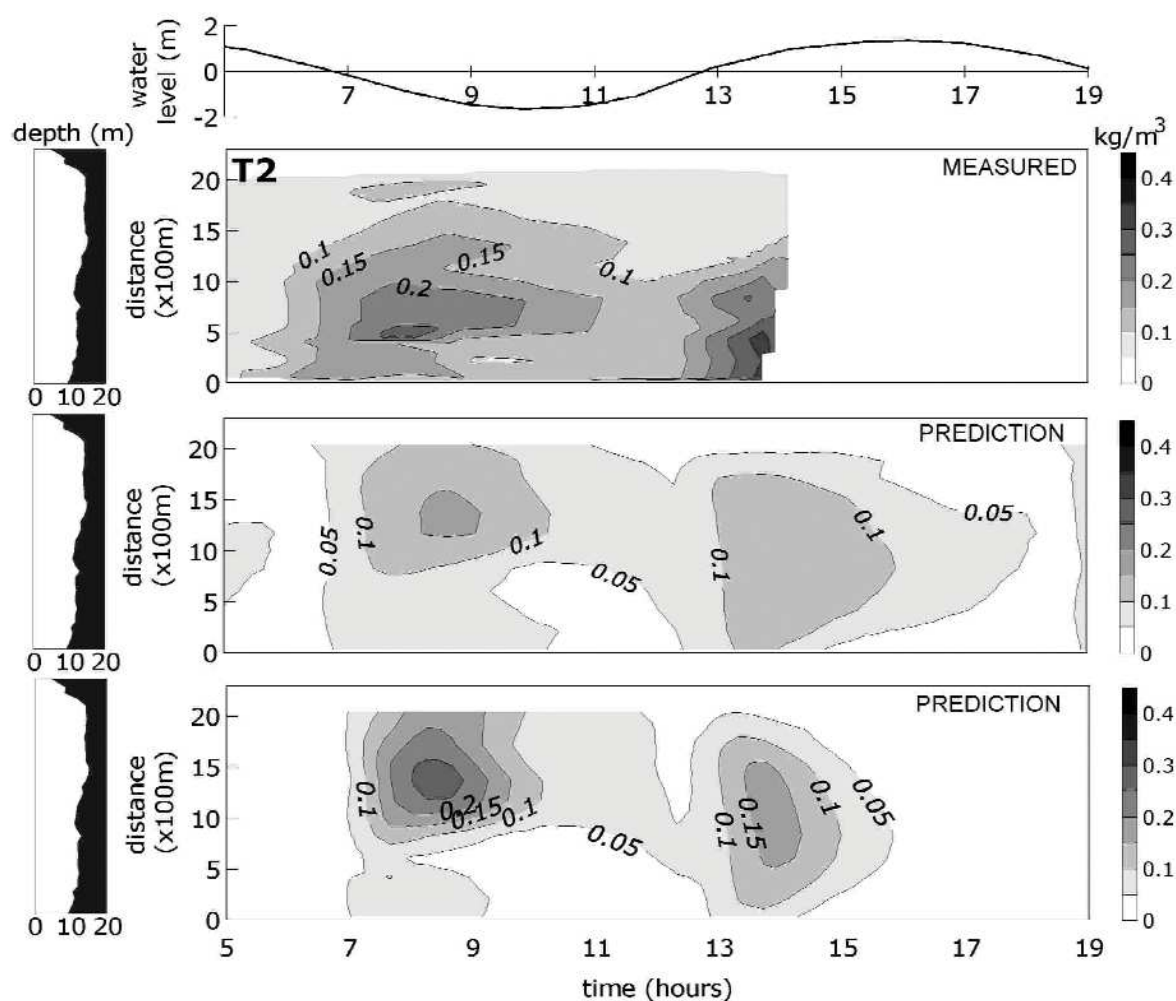 2
0
-2
water
level (m)
7 9 11 13 15 17 19
depth (m)
kg/m3
T2
MEASURED
20
15
10
5
0
distance
(x100m)
0.1
0.15
0.2
0.15
0.1
0.4
0.3
0.2
0.1
0
0 10 20
PREDICTION
20
15
10
5
0
distance
(x100m)
0.05
0.1
0.1
0.05
0.1
0.1
0.05
0.4
0.3
0.2
0.1
0
0 10 20
PREDICTION
20
15
10
5
0
distance
(x100m)
0.1
0.2
0.15
0.1
0.05
0.1
0.15
0.1
0.05
0.4
0.3
0.2
0.1
0
0 10 20
5 7 9 11 13 15 17 19
time (hours)